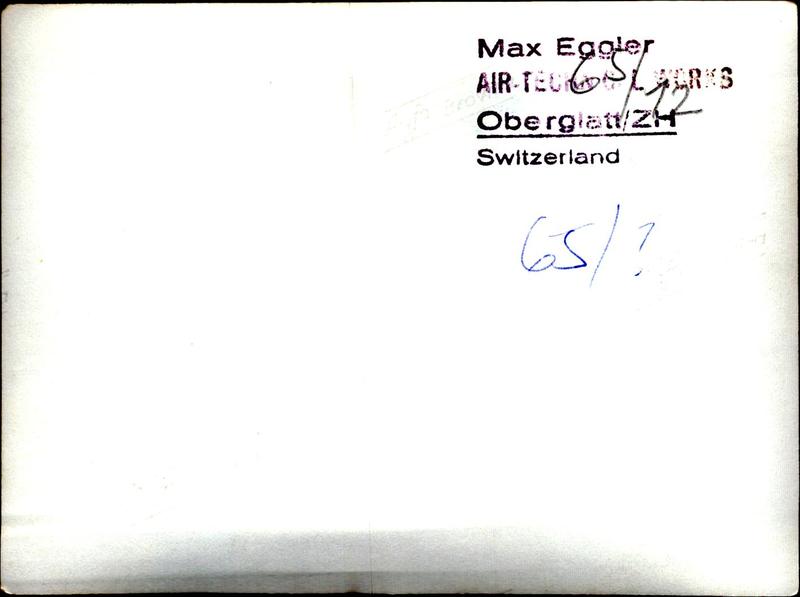 Max Eggler
AIR-TECHNICAL WORKS
65/12
Oberglatt/ZH
Switzerland
65/?